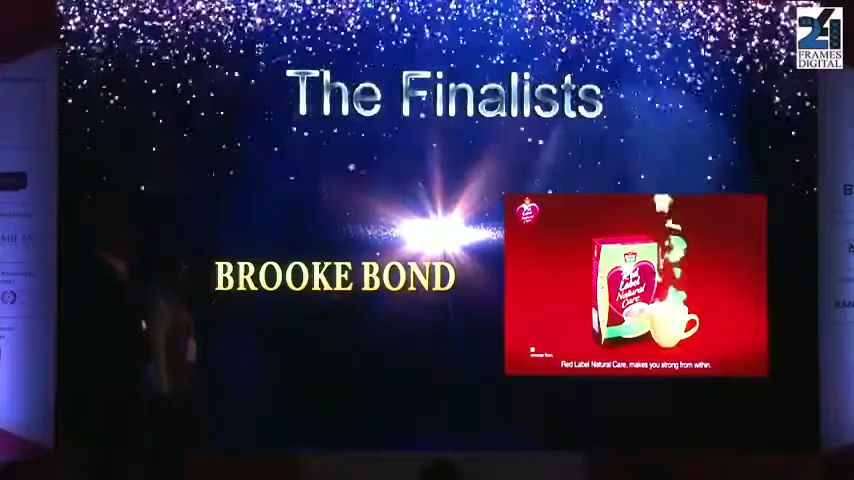 24
FRAMES
DIGITAL
The Finalists
BROOKE BOND
Red
Label
Natural
Care
Red Label Natural Care, makes you strong from within.